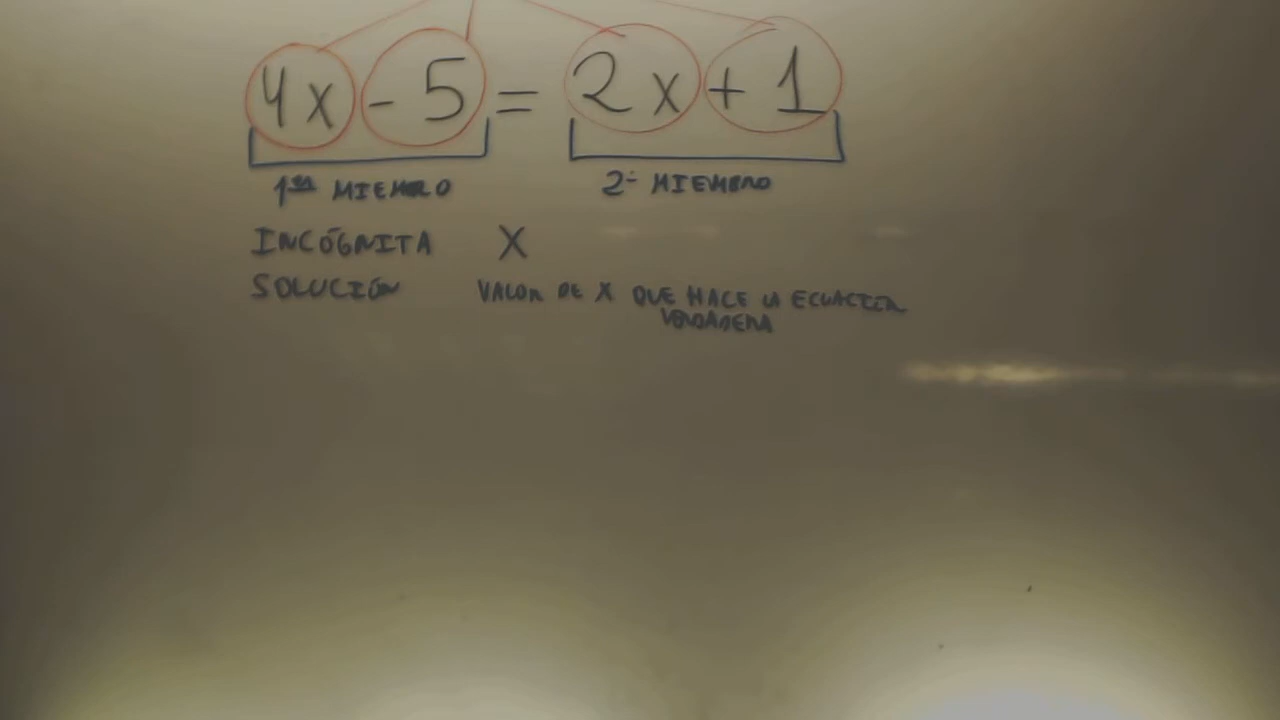 4x - 5 = 2x + 1
1er MIEMBRO 2º MIEMBRO
INCÓGNITA X
SOLUCIÓN VALOR DE X QUE HACE LA ECUACIÓN
VERDADERA